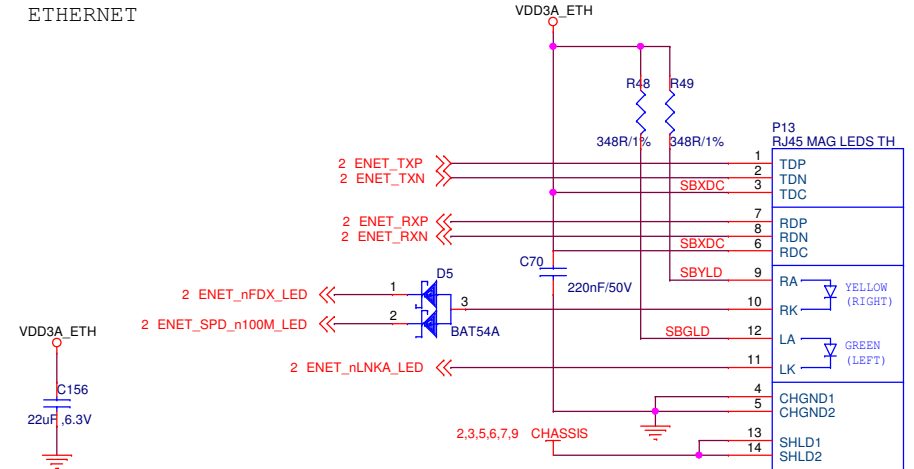 ETHERNET
VDD3A_ETH
R48 R49
348R/1% 348R/1%
P13
RJ45 MAG LEDS TH
2 ENET_TXP
1 TDP
2 ENET_TXN
2 TDN
SBXDC 3 TDC
2 ENET_RXP
7 RDP
2 ENET_RXN
8 RDN
SBXDC 6 RDC
C70
220nF/50V
SBYLD 9 RA
YELLOW
(RIGHT)
D5
2 ENET_nFDX_LED 1
3
10 RK
2 ENET_SPD_n100M_LED 2
BAT54A
SBGLD 12 LA
GREEN
(LEFT)
2 ENET_nLNKA_LED
11 LK
VDD3A_ETH
C156
22uF ,6.3V
4 CHGND1
5 CHGND2
2,3,5,6,7,9 CHASSIS
13 SHLD1
14 SHLD2